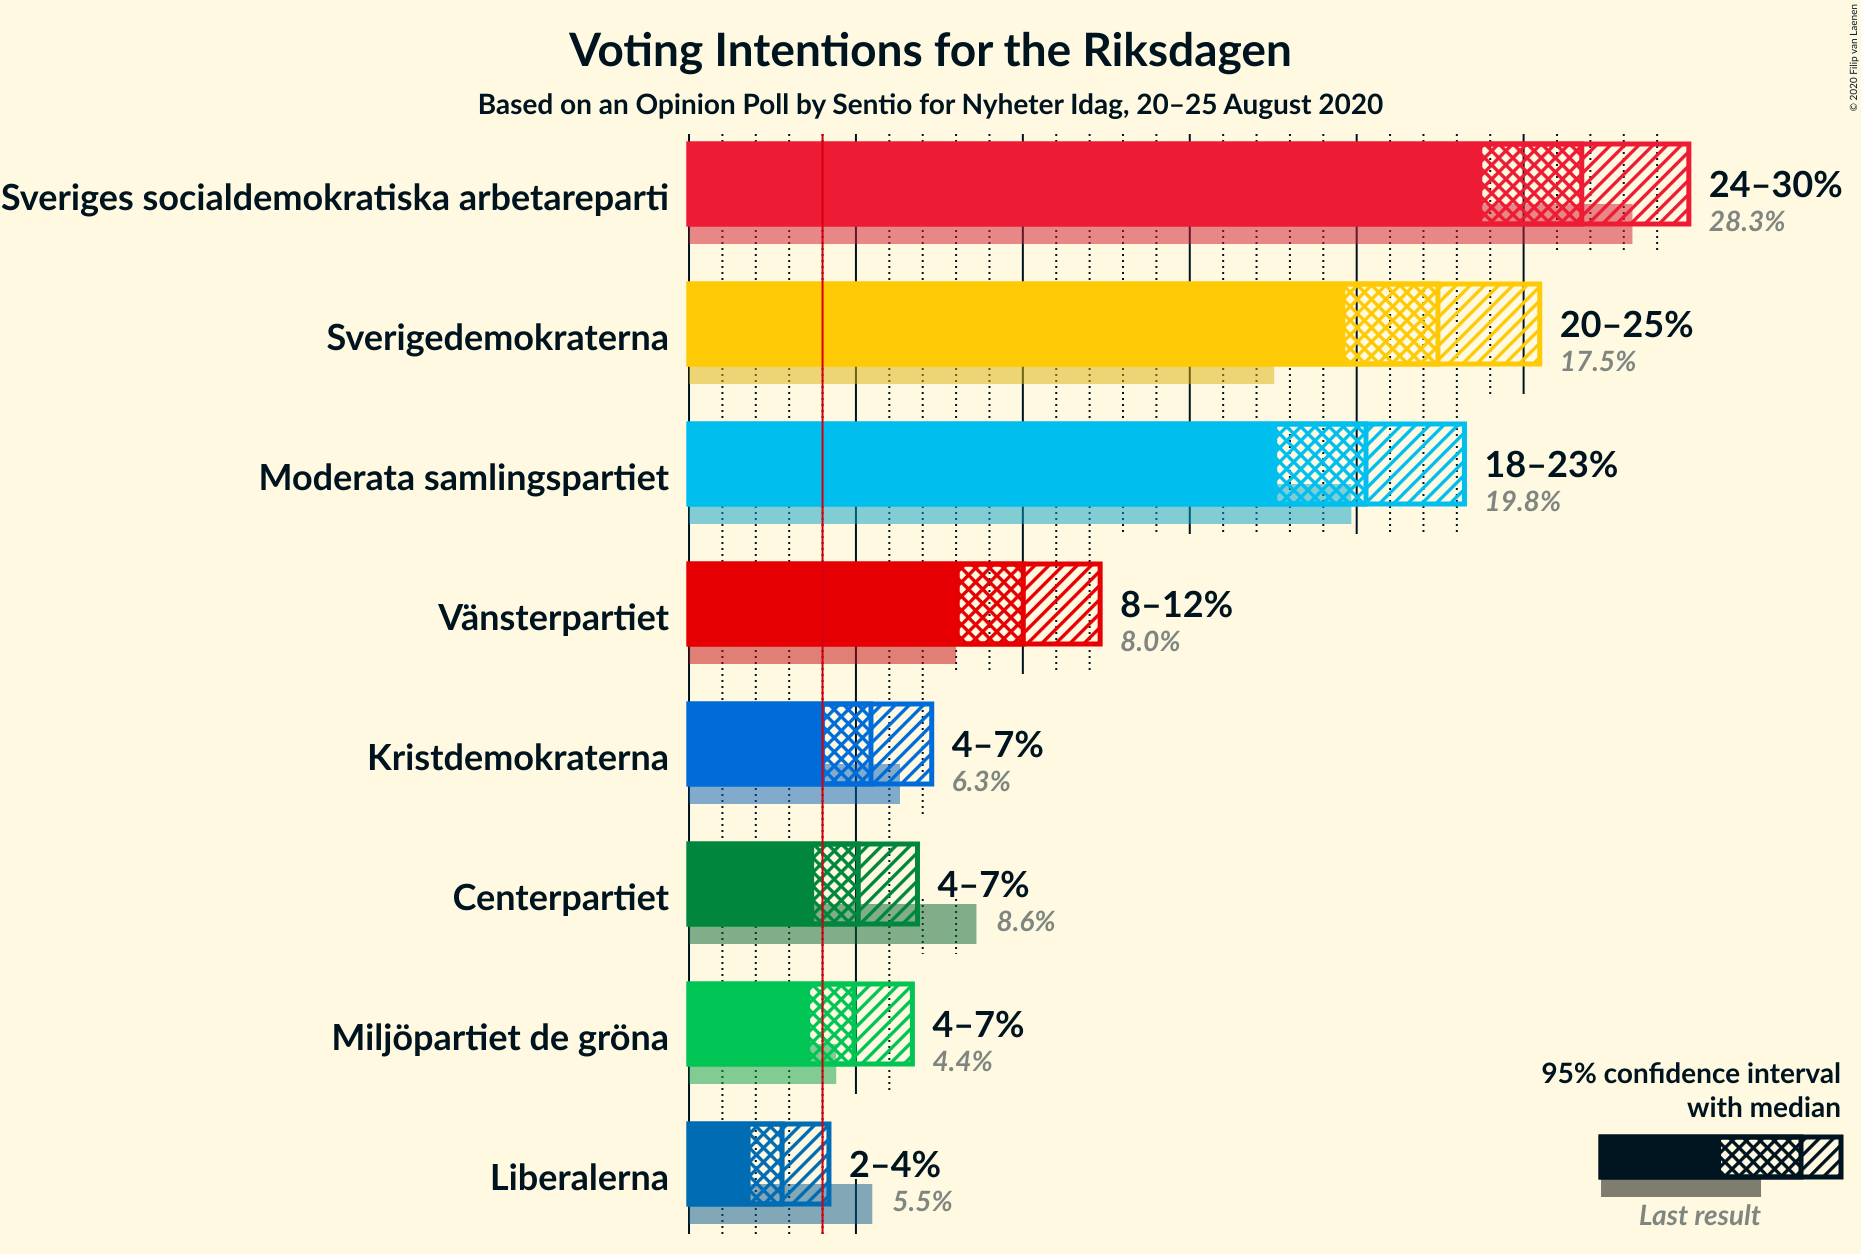 Voting Intentions for the Riksdagen
Based on an Opinion Poll by Sentio for Nyheter Idag, 20–25 August 2020
© 2020 Filip van Laenen
Sveriges socialdemokratiska arbetareparti
24–30%
28.3%
Sverigedemokraterna
20–25%
17.5%
Moderata samlingspartiet
18–23%
19.8%
Vänsterpartiet
8–12%
8.0%
Kristdemokraterna
4–7%
6.3%
Centerpartiet
4–7%
8.6%
Miljöpartiet de gröna
4–7%
4.4%
Liberalerna
2–4%
5.5%
95% confidence interval
with median
Last result